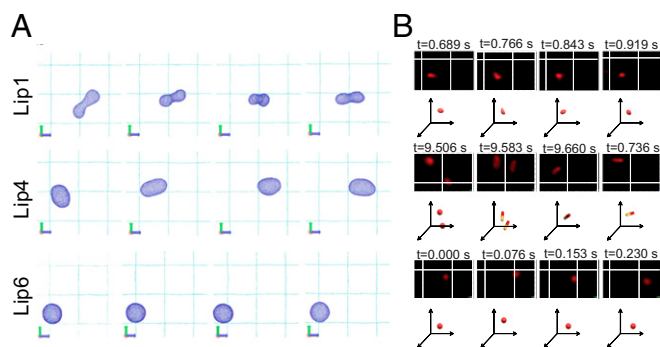 A
B
Lip1
t=0.689 s t=0.766 s t=0.843 s t=0.919 s
Lip4
t=9.506 s t=9.583 s t=9.660 s t=0.736 s
Lip6
t=0.000 s t=0.076 s t=0.153 s t=0.230 s